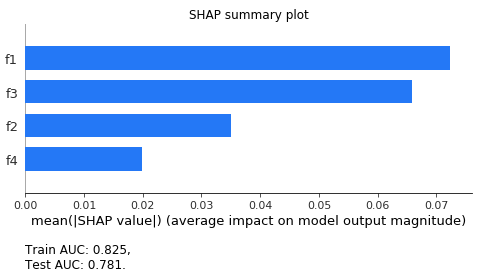 SHAP summary plot
f1
f3
f2
f4
0.00 0.01 0.02 0.03 0.04 0.05 0.06 0.07
mean(|SHAP value|) (average impact on model output magnitude)
Train AUC: 0.825,
Test AUC: 0.781.